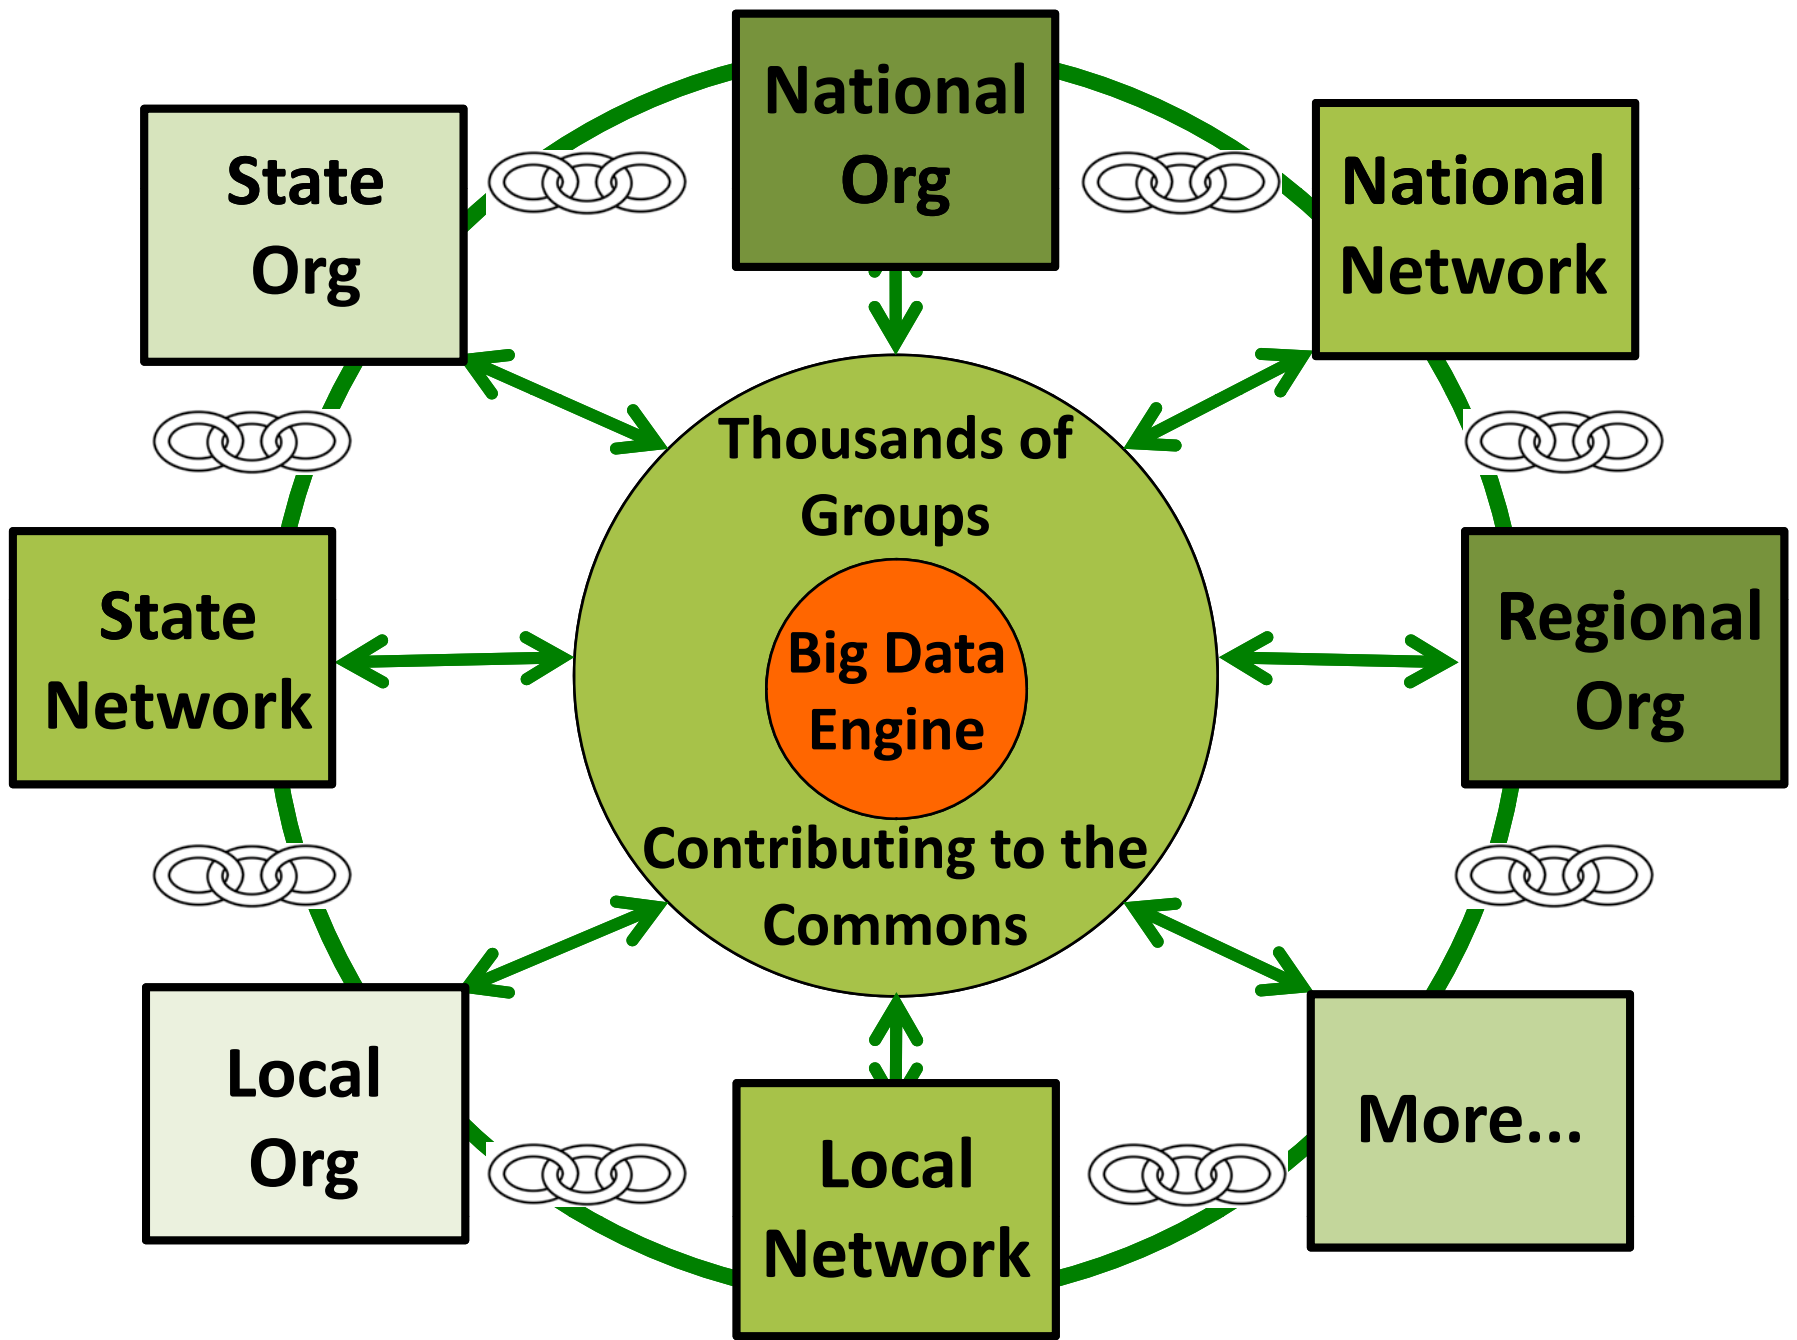 National
Org
State
Org
National
Network
Thousands of
Groups
State
Network
Big Data
Engine
Regional
Org
Contributing to the
Commons
Local
Org
More...
Local
Network